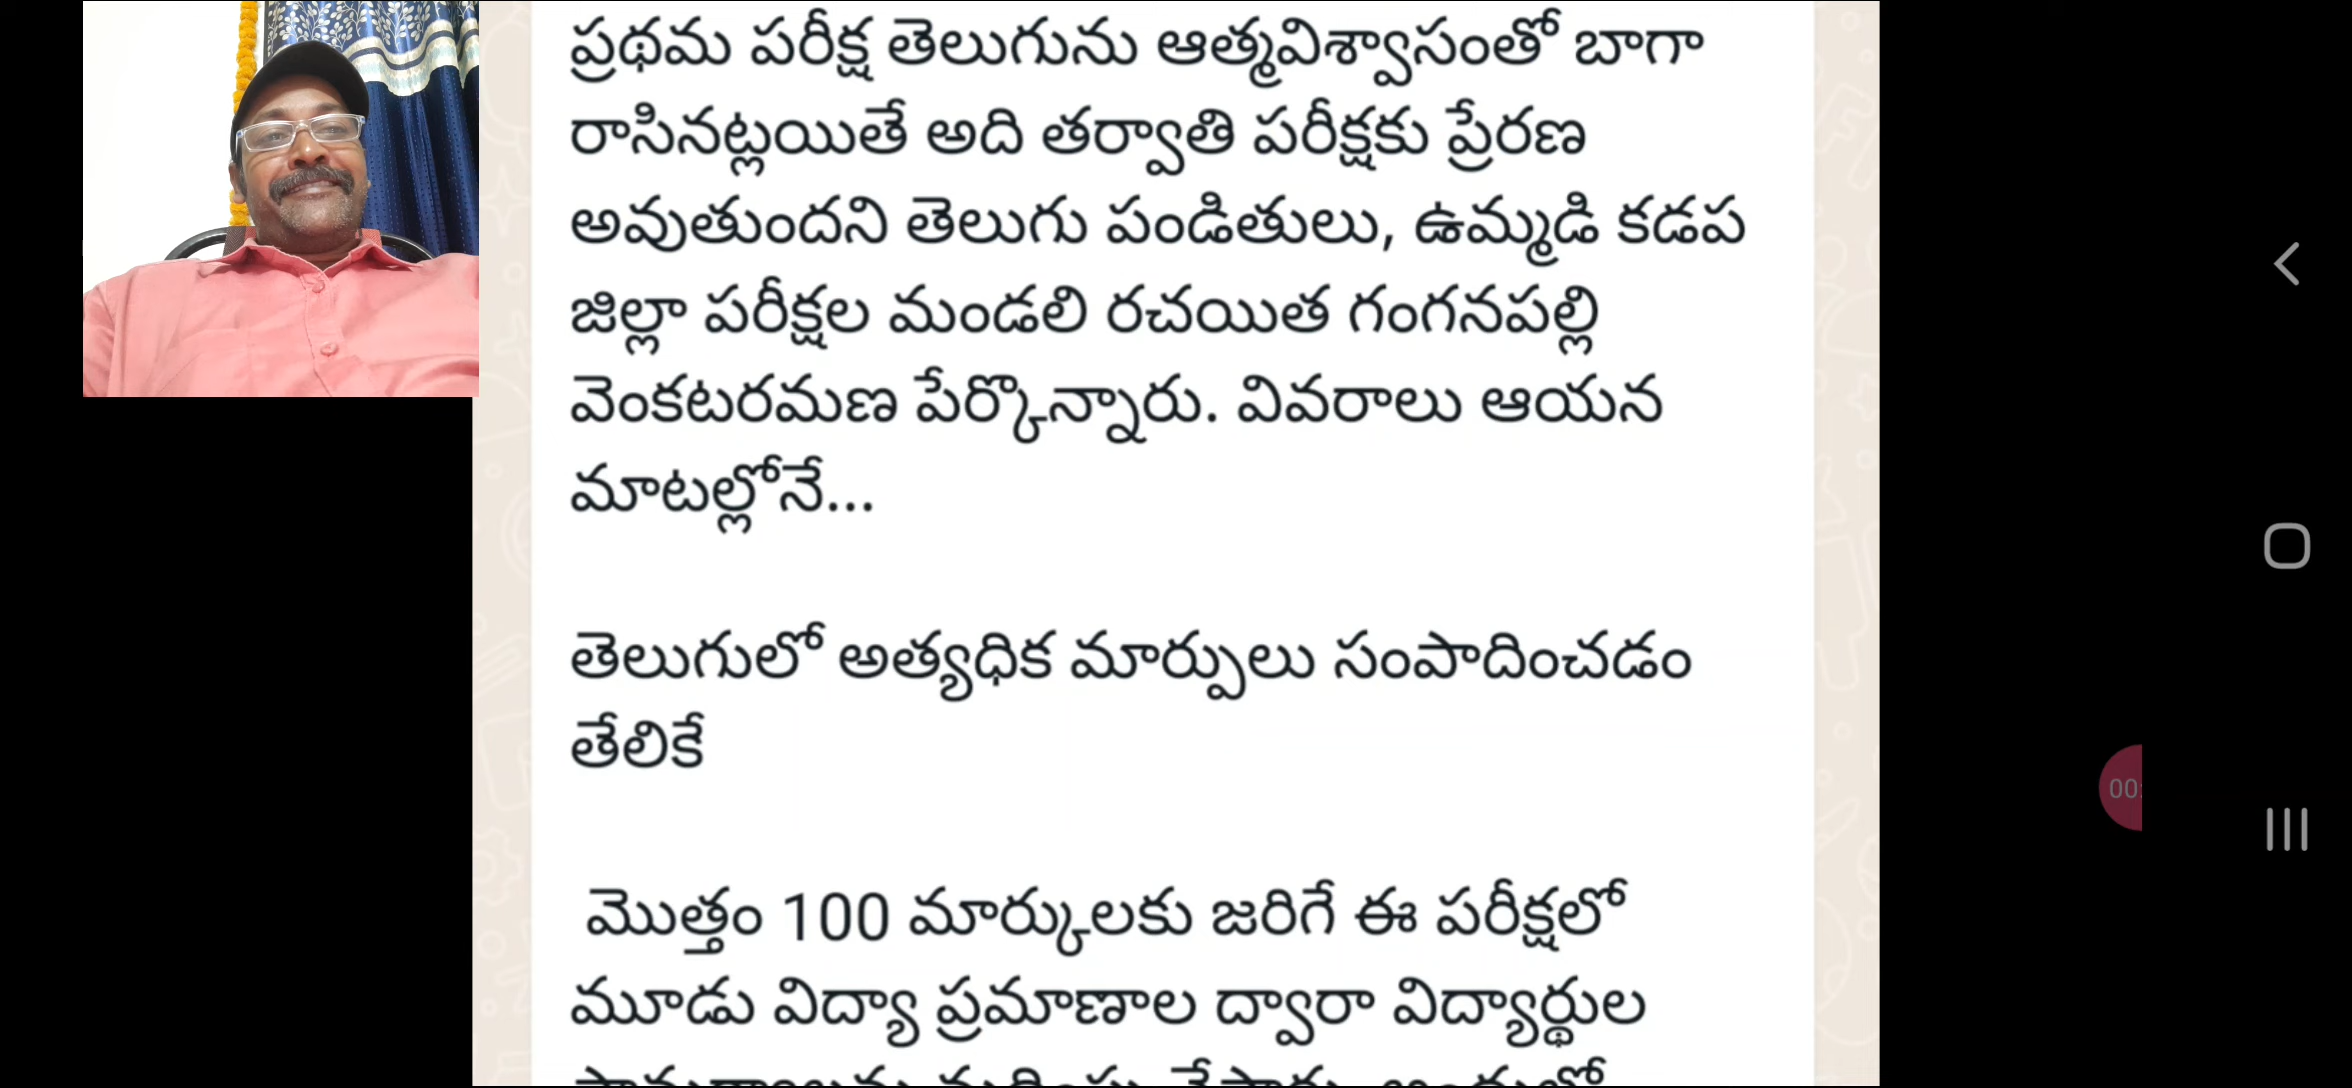 ప్రథమ పరీక్ష తెలుగును ఆత్మవిశ్వాసంతో బాగా
రాసినట్లయితే అది తర్వాతి పరీక్షకు ప్రేరణ
అవుతుందని తెలుగు పండితులు, ఉమ్మడి కడప
జిల్లా పరీక్షల మండలి రచయిత గంగనపల్లి
వెంకటరమణ పేర్కొన్నారు. వివరాలు ఆయన
మాటల్లోనే...
తెలుగులో అత్యధిక మార్పులు సంపాదించడం
తేలికే
మొత్తం 100 మార్కులకు జరిగే ఈ పరీక్షలో
మూడు విద్యా ప్రమాణాల ద్వారా విద్యార్థుల
00: